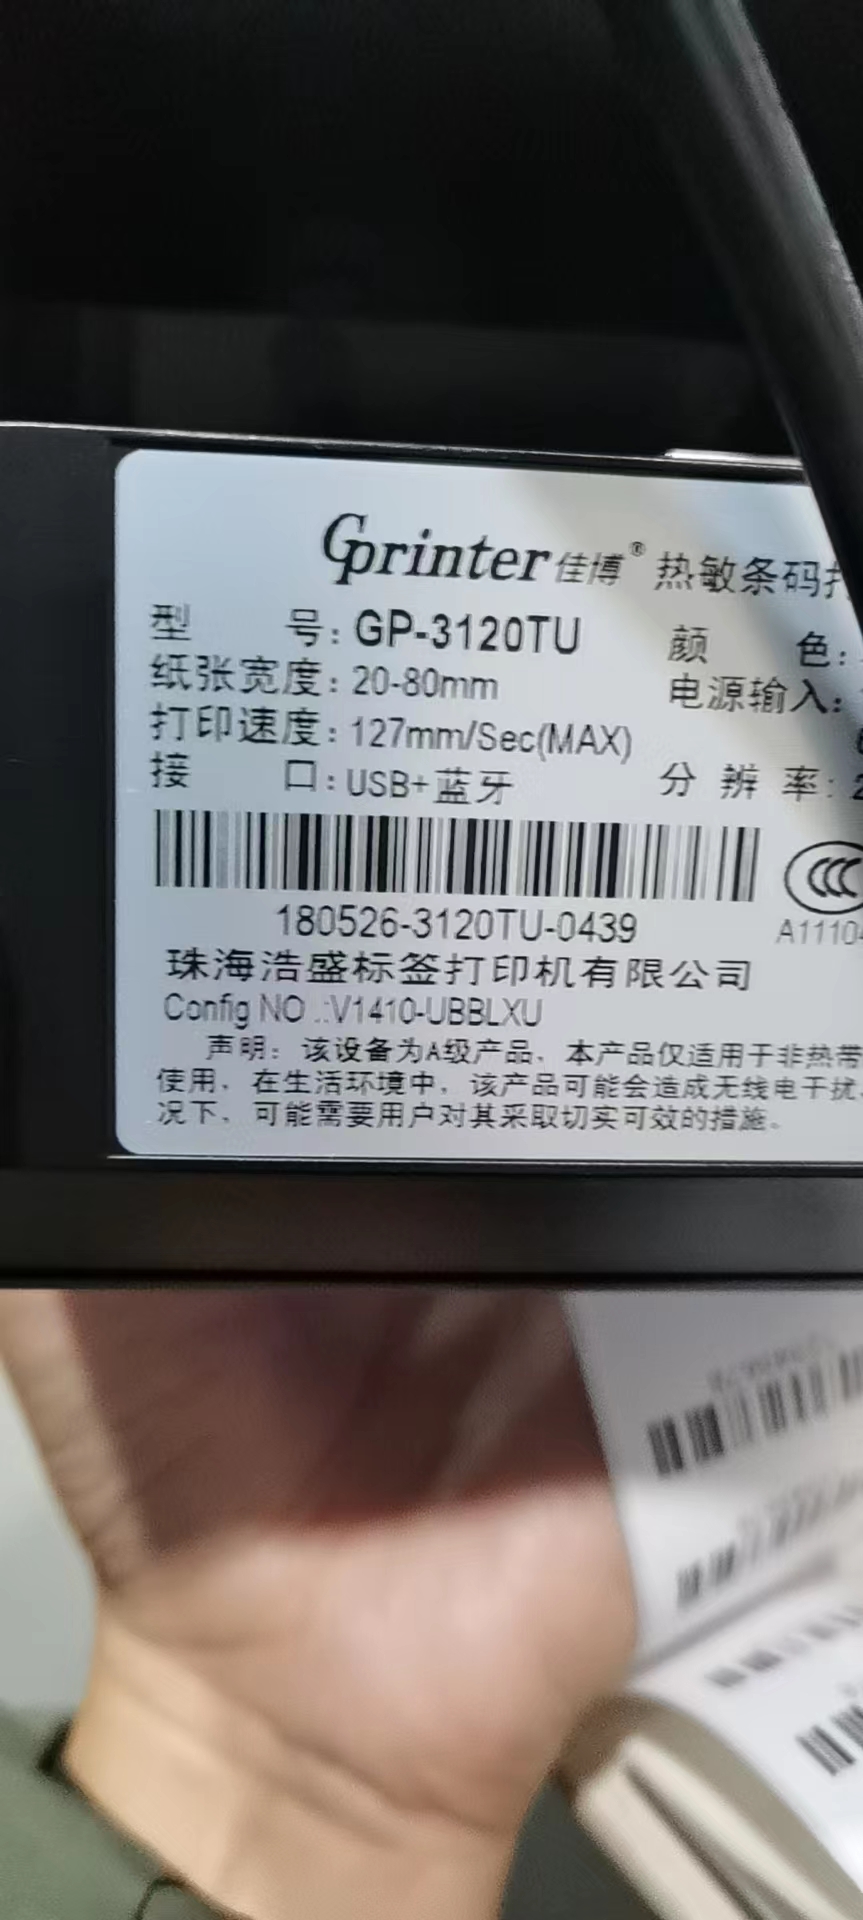 Gprinter佳博® 热敏条码打
型 号: GP-3120TU 颜 色:
纸张宽度: 20-80mm 电源输入:
打印速度: 127mm/Sec(MAX)
接 口: USB+蓝牙 分 辨 率: 2
180526-3120TU-0439 A1110
珠海浩盛标签打印机有限公司
Config NO .:V1410-UBBLXU
声明: 该设备为A级产品, 本产品仅适用于非热带
使用, 在生活环境中, 该产品可能会造成无线电干扰,
况下, 可能需要用户对其采取切实可效的措施。